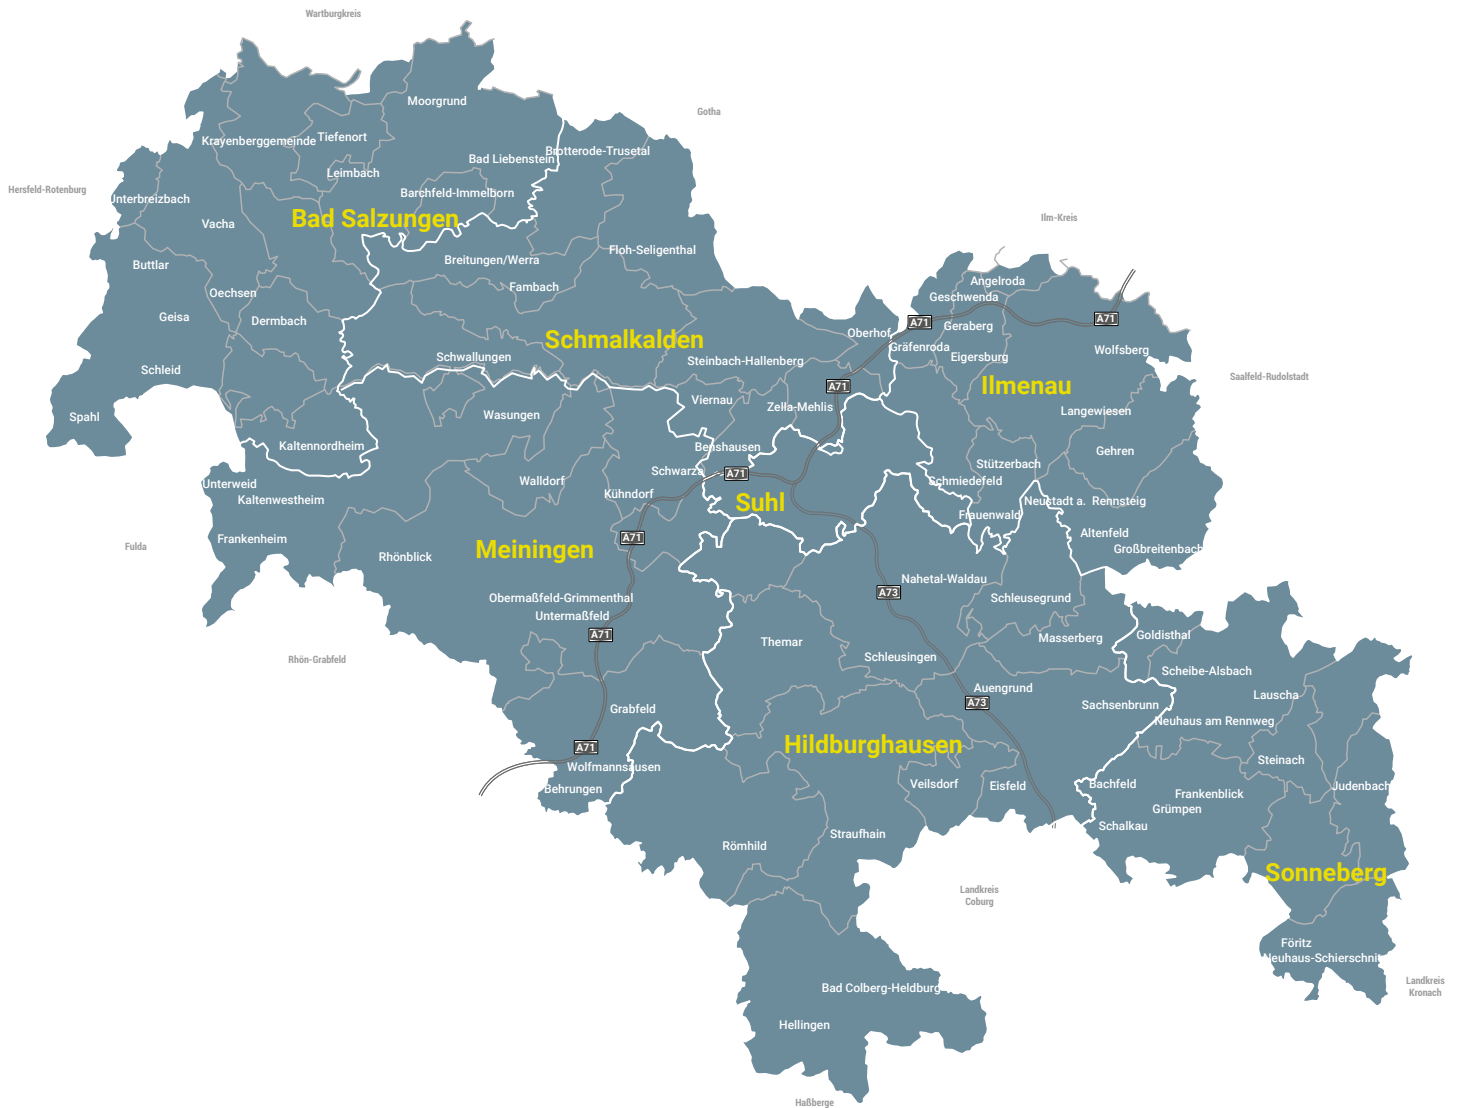 Wartburgkreis
Moorgrund
Gotha
Krayenberggemeinde
Tiefenort
Brotterode-Trusetal
Bad Liebenstein
Leimbach
Hersfeld-Rotenburg
Barchfeld-Immelborn
Unterbreizbach
Bad Salzungen
Ilm-Kreis
Vacha
Floh-Seligenthal
Breitungen/Werra
Buttlar
Angelroda
Fambach
Oechsen
Geschwenda
Geisa
Dermbach
A71
A71
Geraberg
Oberhof
Schmalkalden
Gräfenroda
Wolfsberg
Schwallungen
Eigersburg
Steinbach-Hallenberg
Schleid
Saalfeld-Rudolstadt
A71
Ilmenau
Viernau
Zella-Mehlis
Langewiesen
Spahl
Wasungen
Kaltennordheim
Benshausen
Gehren
Stützerbach
Schwarza
A71
Unterweid
Walldorf
Schmiedefeld
Kaltenwestheim
Kühndorf
Suhl
Neustadt a. Rennsteig
Frauenwald
Altenfeld
Frankenheim
A71
Fulda
Meiningen
Großbreitenbach
Rhönblick
Nahetal-Waldau
A73
Obermaßfeld-Grimmenthal
Schleusegrund
Untermaßfeld
A71
Goldisthal
Themar
Masserberg
Rhön-Grabfeld
Schleusingen
Scheibe-Alsbach
Auengrund
Lauscha
A73
Sachsenbrunn
Grabfeld
Neuhaus am Rennweg
A71
Hildburghausen
Steinach
Wolfmannshausen
Behrungen
Veilsdorf
Eisfeld
Bachfeld
Judenbach
Frankenblick
Grümpen
Schalkau
Straufhain
Römhild
Sonneberg
Landkreis
Coburg
Föritz
Neuhaus-Schierschnitz
Landkreis
Kronach
Bad Colberg-Heldburg
Hellingen
Haßberge